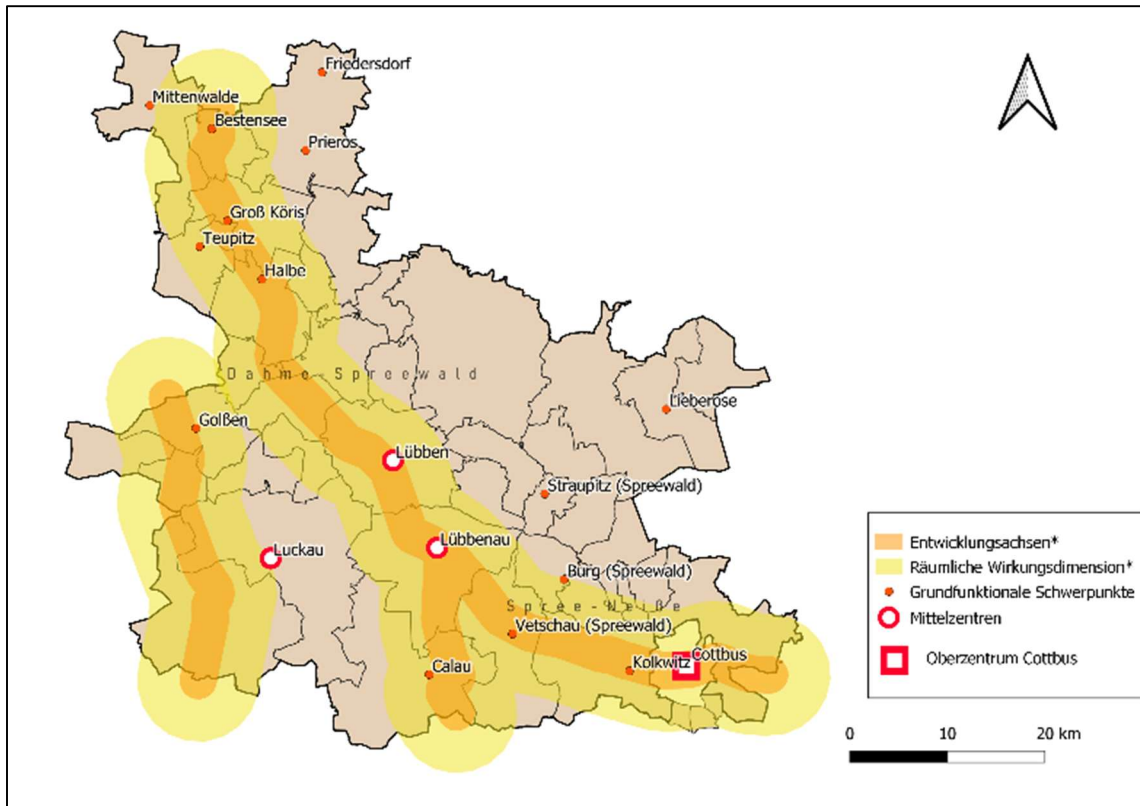 Friedersdorf
Mittenwalde
Bestensee
Prieros
Groß Köris
Teupitz
Halbe
Dahme-Spreewald
Lieberose
Golßen
Lübben
Straupitz (Spreewald)
Lübbenau
Luckau
Burg (Spreewald)
Spree-Neiße
Vetschau (Spreewald)
Cottbus
Kolkwitz
Calau
Entwicklungsachsen*
Räumliche Wirkungsdimension*
Grundfunktionale Schwerpunkte
Mittelzentren
Oberzentrum Cottbus
0 10 20 km